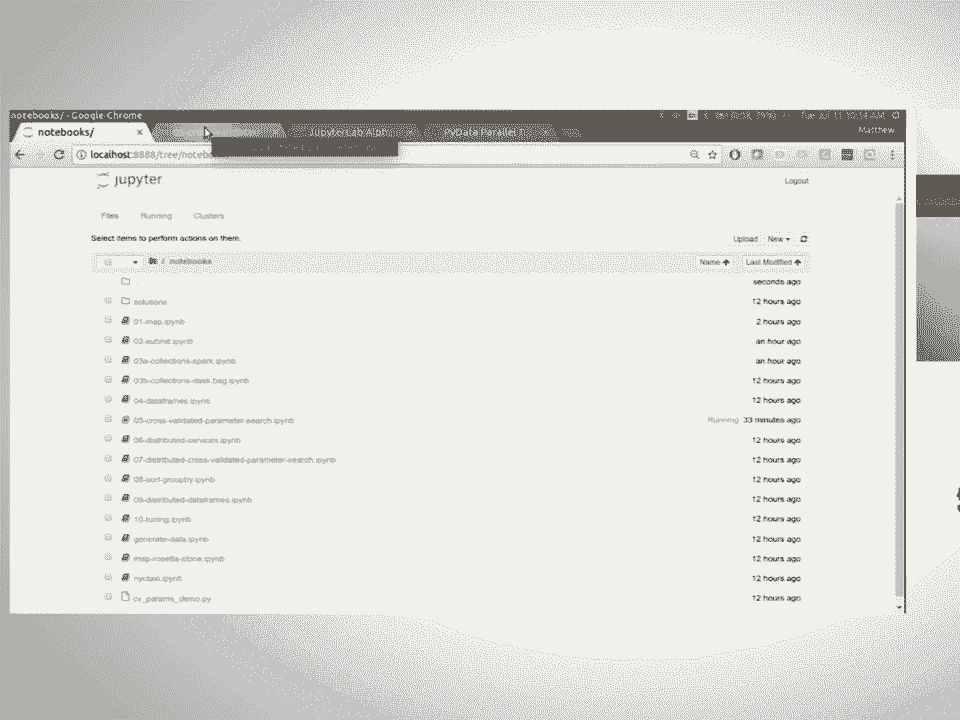 notebooks/ - Google Chrome
notebooks/ JupyterLab Alph PyData Parallel T Matthew
localhost:8888/tree/noteb
jupyter Logout
Files Running Clusters
Select items to perform actions on them. Upload New
/ notebooks Name Last Modified
.. seconds ago
solutions 12 hours ago
01-map.ipynb 2 hours ago
02-submit.ipynb an hour ago
03a-collections-spark.ipynb an hour ago
03b-collections-dask.bag.ipynb 12 hours ago
04-dataframes.ipynb 12 hours ago
05-cross-validated-parameter-search.ipynb Running 33 minutes ago
06-distributed-services.ipynb 12 hours ago
07-distributed-cross-validated-parameter-search.ipynb 12 hours ago
08-sort-groupby.ipynb 12 hours ago
09-distributed-dataframes.ipynb 12 hours ago
10-tuning.ipynb 12 hours ago
generate-data.ipynb 12 hours ago
map-rosetta-stone.ipynb 12 hours ago
nyctaxi.ipynb 12 hours ago
cv_params_demo.py 12 hours ago